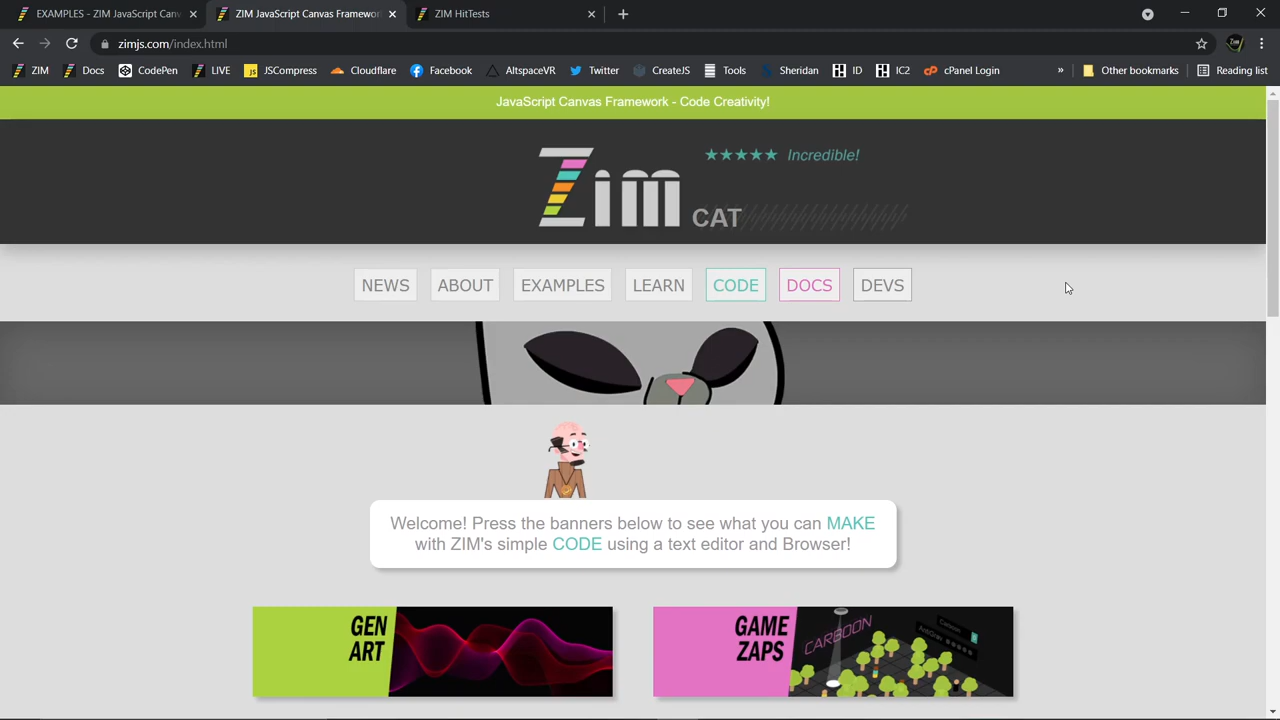 EXAMPLES - ZIM JavaScript Canv
ZIM JavaScript Canvas Framewor
ZIM HitTests
zimjs.com/index.html
ZIM
Docs
CodePen
LIVE
JSCompress
Cloudflare
Facebook
AltspaceVR
Twitter
CreateJS
Tools
Sheridan
ID
IC2
cPanel Login
»
Other bookmarks
Reading list
JavaScript Canvas Framework - Code Creativity!
★★★★★ Incredible!
Zim
CAT
NEWS
ABOUT
EXAMPLES
LEARN
CODE
DOCS
DEVS
Welcome! Press the banners below to see what you can MAKE
with ZIM's simple CODE using a text editor and Browser!
GEN
ART
GAME
ZAPS
CARBOON